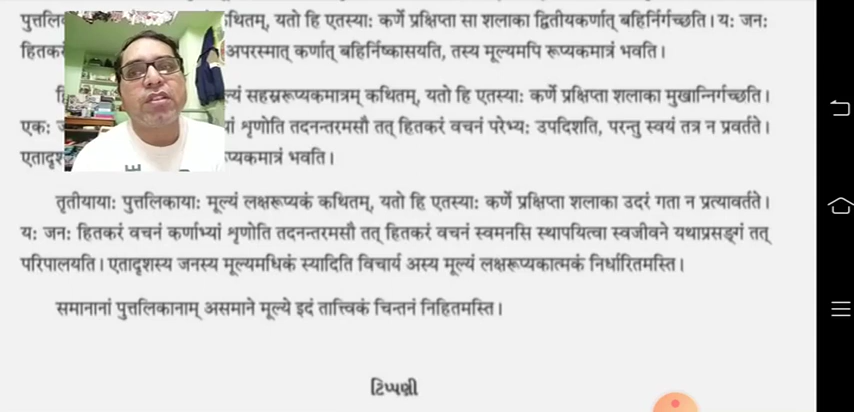 पुत्तलि कथितम्, यतो हि एतस्या: कर्णे प्रक्षिप्ता सा शलाका द्वितीयकर्णात् बहिर्निर्गच्छति। य: जन:
हितकरं अपरस्मात् कर्णात् बहिर्निष्कासयति, तस्य मूल्यमपि रूप्यकमात्रं भवति।
सहस्ररूप्यकमात्रम् कथितम्, यतो हि एतस्या: कर्णे प्रक्षिप्ता शलाका मुखान्निर्गच्छति।
एक: शृणोति तदनन्तरमसौ तत् हितकरं वचनं परेभ्य: उपदिशति, परन्तु स्वयं तत्र न प्रवर्तते।
एतादृश भवति।
तृतीयाया: पुत्तलिकाया: मूल्यं लक्षरूप्यकं कथितम्, यतो हि एतस्या: कर्णे प्रक्षिप्ता शलाका उदरं गता न प्रत्यावर्तते।
य: जन: हितकरं वचनं कर्णाभ्यां शृणोति तदनन्तरमसौ तत् हितकरं वचनं स्वमनसि स्थापयित्वा स्वजीवने यथाप्रसङ्गं तत्
परिपालयति। एतादृशस्य जनस्य मूल्यमधिकं स्यादिति विचार्य अस्य मूल्यं लक्षरूप्यकात्मकं निर्धारितमस्ति।
समानानां पुत्तलिकानाम् असमाने मूल्ये इदं तात्त्विकं चिन्तनं निहितमस्ति।
ટિપ્પણી